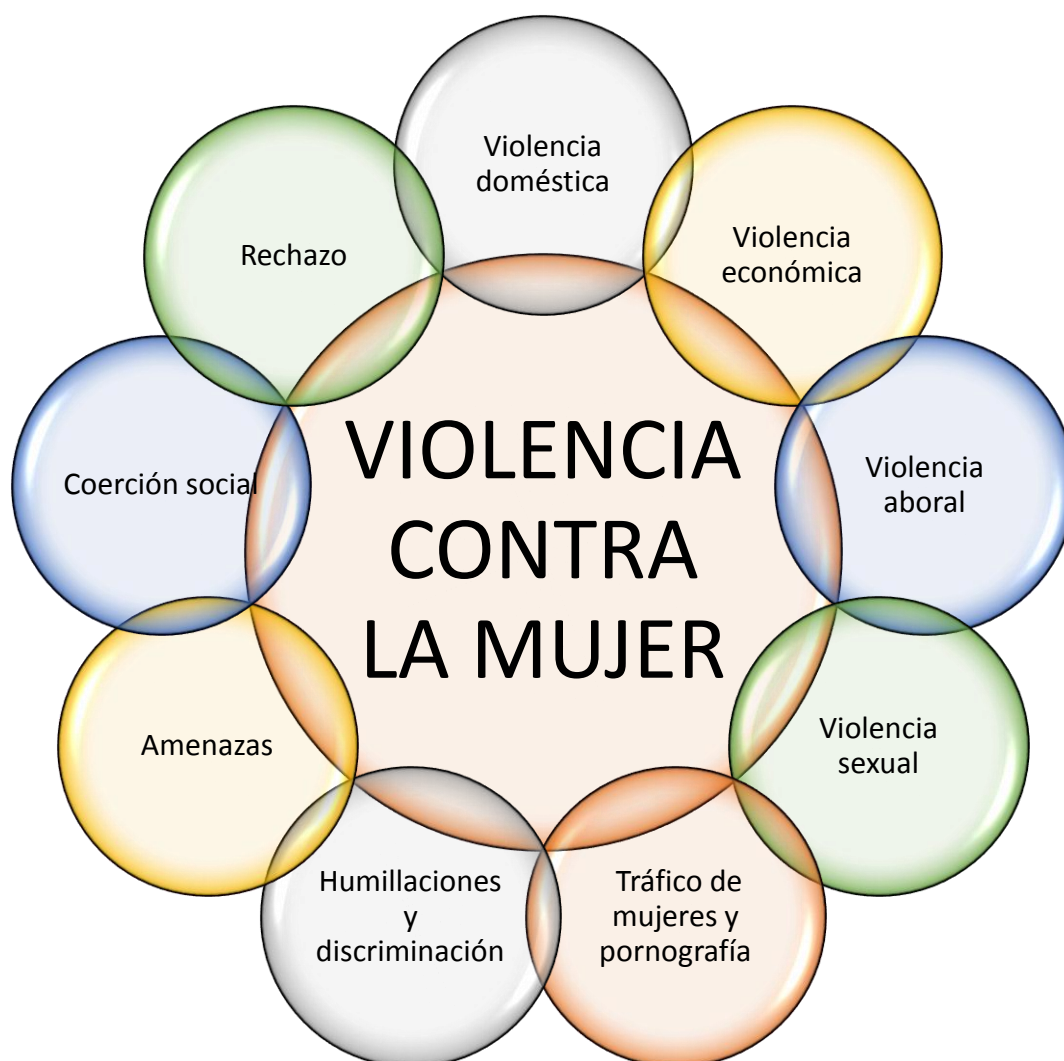 Violencia
doméstica
Violencia
económica
Violencia
aboral
Violencia
sexual
Tráfico de
mujeres y
pornografía
Humillaciones
y
discriminación
Amenazas
Coerción social
Rechazo
VIOLENCIA
CONTRA
LA MUJER